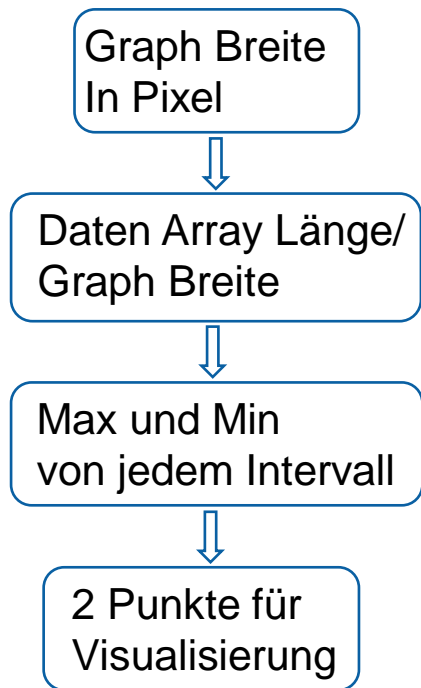 Graph Breite
In Pixel
Daten Array Länge/
Graph Breite
Max und Min
von jedem Intervall
2 Punkte für
Visualisierung